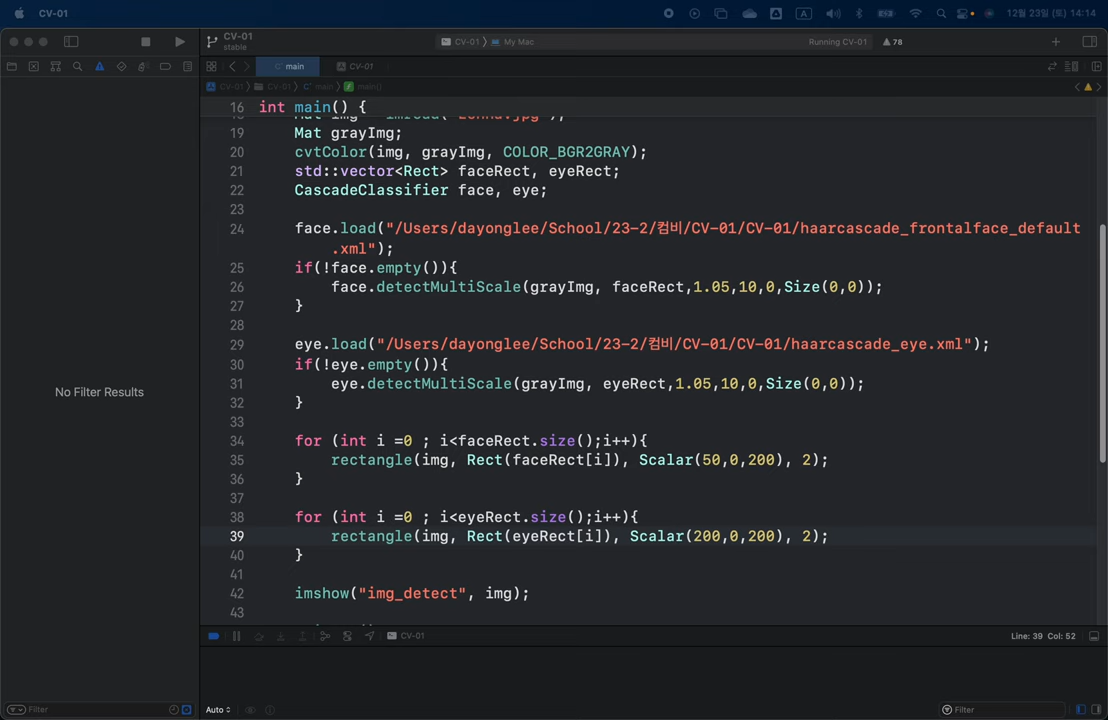 CV-01
A
12월 23일 (토) 14:14
CV-01
stable
CV-01 〉 My Mac
Running CV-01
78
main
CV-01
CV-01 〉 CV-01 〉 main 〉 main()
16 int main() {
19 Mat grayImg;
20 cvtColor(img, grayImg, COLOR_BGR2GRAY);
21 std::vector<Rect> faceRect, eyeRect;
22 CascadeClassifier face, eye;
23
24 face.load("/Users/dayonglee/School/23-2/컴비/CV-01/CV-01/haarcascade_frontalface_default
.xml");
25 if(!face.empty()){
26 face.detectMultiScale(grayImg, faceRect,1.05,10,0,Size(0,0));
27 }
28
29 eye.load("/Users/dayonglee/School/23-2/컴비/CV-01/CV-01/haarcascade_eye.xml");
30 if(!eye.empty()){
31 eye.detectMultiScale(grayImg, eyeRect,1.05,10,0,Size(0,0));
32 }
33
34 for (int i =0 ; i<faceRect.size();i++){
35 rectangle(img, Rect(faceRect[i]), Scalar(50,0,200), 2);
36 }
37
38 for (int i =0 ; i<eyeRect.size();i++){
39 rectangle(img, Rect(eyeRect[i]), Scalar(200,0,200), 2);
40 }
41
42 imshow("img_detect", img);
43
No Filter Results
CV-01
Line: 39 Col: 52
Filter
Auto
Filter